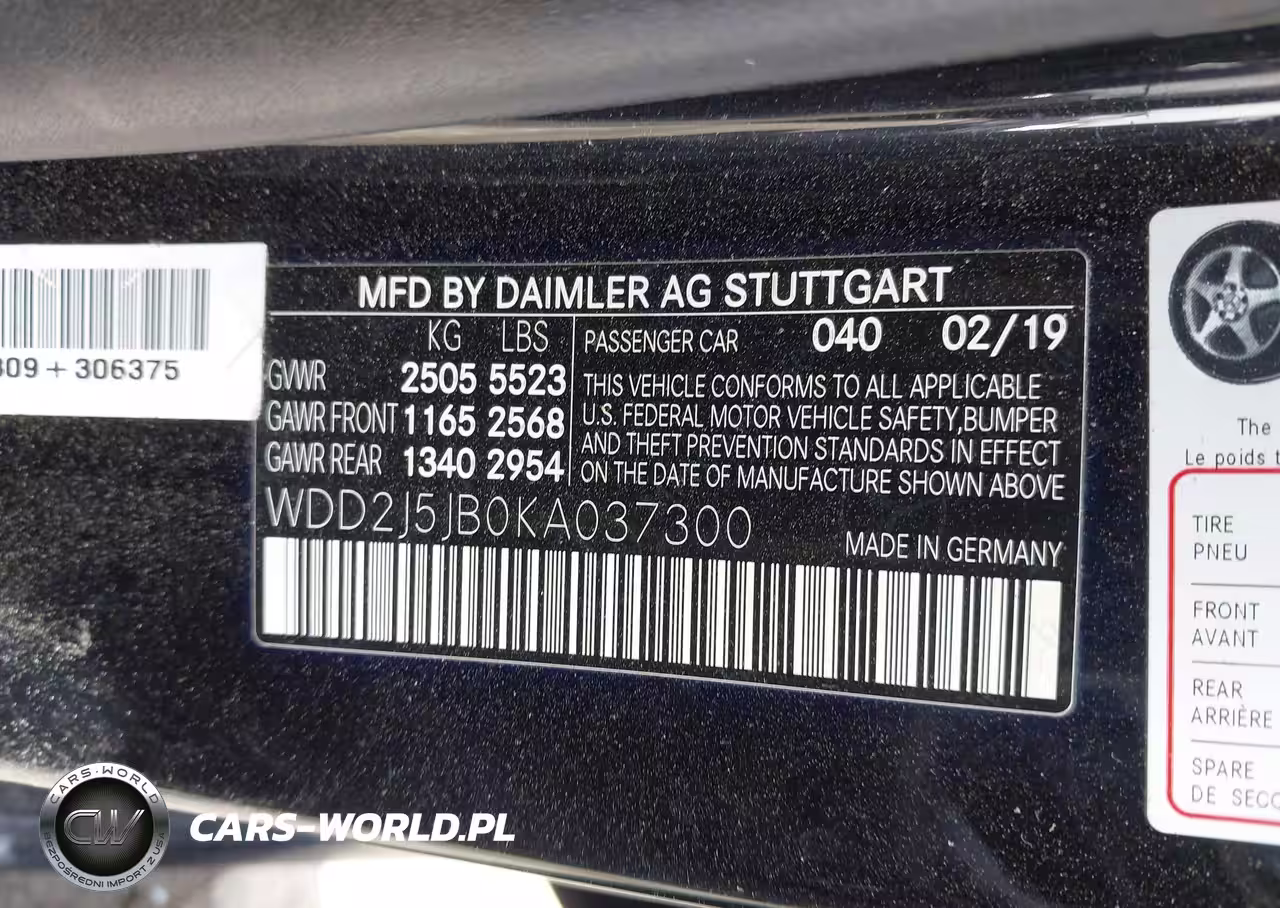 MFD BY DAIMLER AG STUTTGART
KG LBS
GVWR 2505 5523
GAWR FRONT 1165 2568
GAWR REAR 1340 2954
PASSENGER CAR 040 02/19
THIS VEHICLE CONFORMS TO ALL APPLICABLE
U.S. FEDERAL MOTOR VEHICLE SAFETY, BUMPER
AND THEFT PREVENTION STANDARDS IN EFFECT
ON THE DATE OF MANUFACTURE SHOWN ABOVE
WDD2J5JB0KA037300
MADE IN GERMANY
309 + 306375
The
Le poids
TIRE
PNEU
FRONT
AVANT
REAR
ARRIÈRE
SPARE
DE
CARS-WORLD
CW
BEZPOŚREDNI IMPORT Z USA
CARS-WORLD.PL